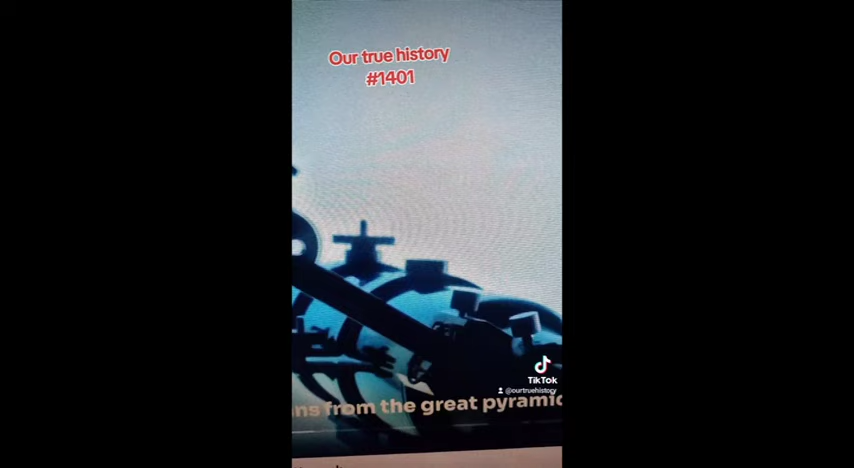 Our true history
#1401
TikTok
@ourtruehistory
from the great